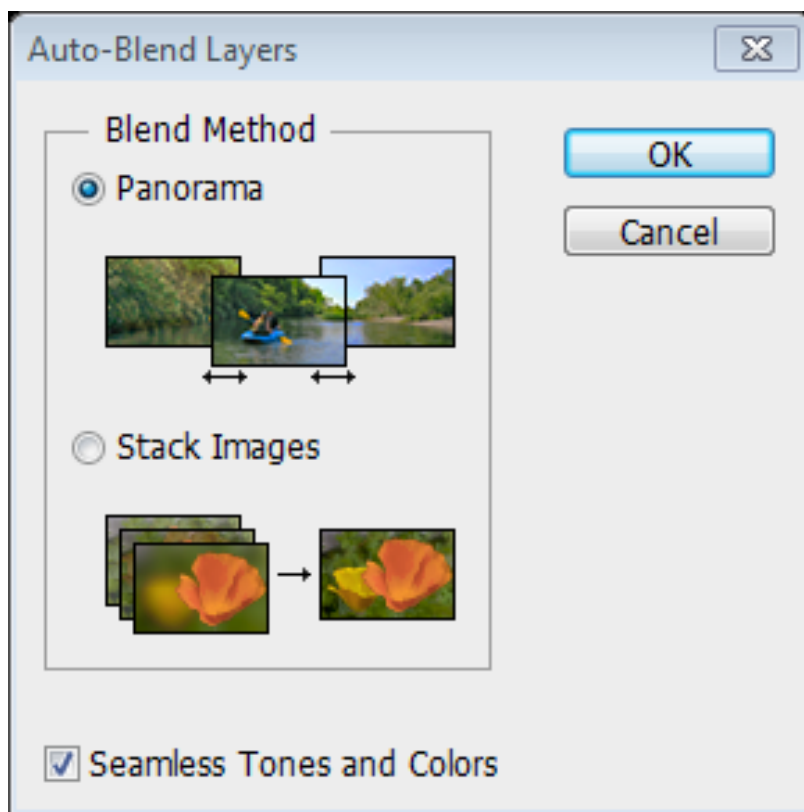 Auto-Blend Layers
Blend Method
Panorama
Stack Images
OK
Cancel
Seamless Tones and Colors